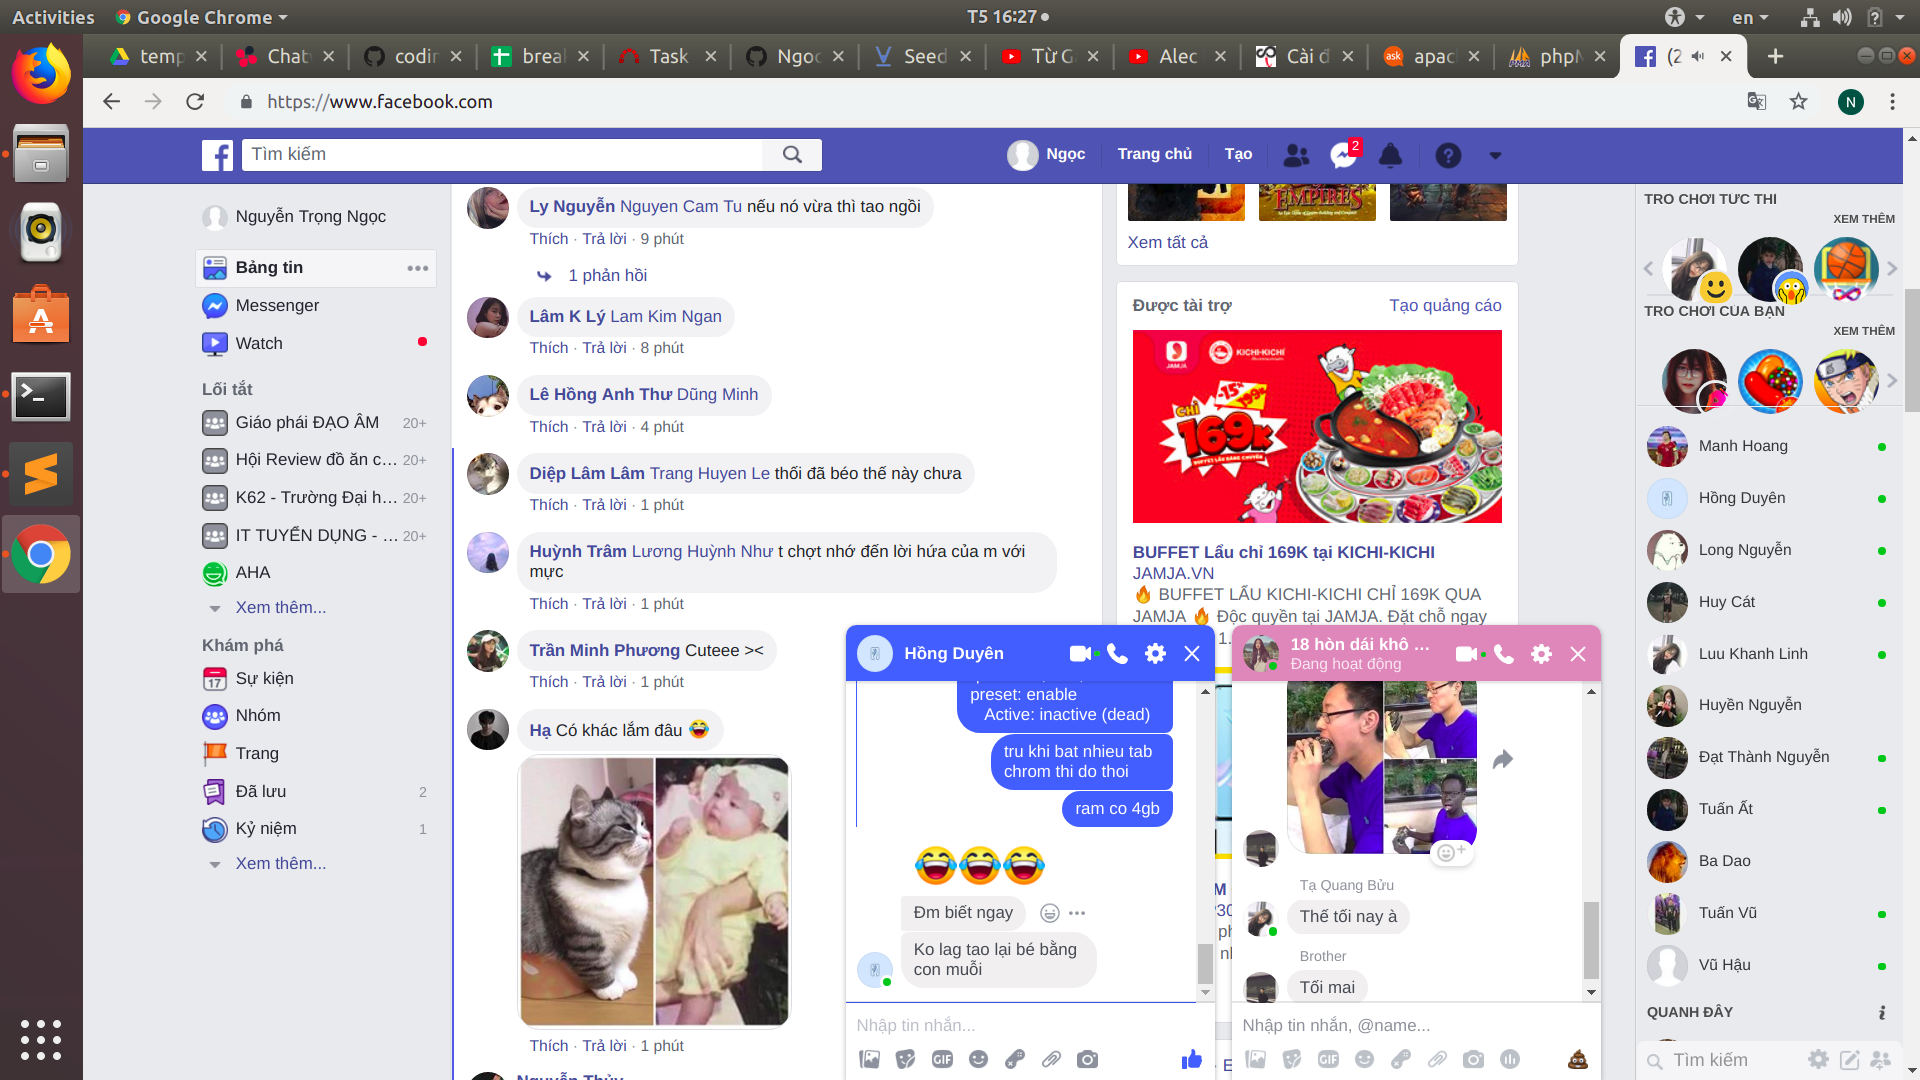 Activities
Google Chrome
T5 16:27
en
temp
Chat
codin
break
Task
Ngoc
Seed
Từ G
Alec
Cài đ
apac
phpM
(2
https://www.facebook.com
N
Tìm kiếm
Ngọc
Trang chủ
Tạo
2
Nguyễn Trọng Ngọc
Bảng tin
Messenger
Watch
Lối tắt
Giáo phái ĐẠO ÂM 20+
Hội Review đồ ăn c... 20+
K62 - Trường Đại h... 20+
IT TUYỂN DỤNG - ... 20+
AHA
Xem thêm...
Khám phá
Sự kiện
Nhóm
Trang
Đã lưu 2
Kỷ niệm 1
Xem thêm...
Ly Nguyễn Nguyen Cam Tu nếu nó vừa thì tao ngồi
Thích · Trả lời · 9 phút
1 phản hồi
Lâm K Lý Lam Kim Ngan
Thích · Trả lời · 8 phút
Lê Hồng Anh Thư Dũng Minh
Thích · Trả lời · 4 phút
Diệp Lâm Lâm Trang Huyen Le thối đã béo thế này chưa
Thích · Trả lời · 1 phút
Huỳnh Trâm Lương Huỳnh Như t chợt nhớ đến lời hứa của m với
mực
Thích · Trả lời · 1 phút
Trần Minh Phương Cuteee ><
Thích · Trả lời · 1 phút
Hạ Có khác lắm đâu 😂
Thích · Trả lời · 1 phút
Nguyễn Thủy
EMPIRES
Xem tất cả
Được tài trợ
Tạo quảng cáo
JAMJA
KICHI-KICHI
CHỈ
169K
BUFFET Lẩu chỉ 169K tại KICHI-KICHI
JAMJA.VN
🔥 BUFFET LẨU KICHI-KICHI CHỈ 169K QUA
JAMJA 🔥 Độc quyền tại JAMJA. Đặt chỗ ngay
Hồng Duyên
preset: enable
Active: inactive (dead)
tru khi bat nhieu tab
chrom thi do thoi
ram co 4gb
😂😂😂
Đm biết ngay
Ko lag tao lại bé bằng
con muỗi
Nhập tin nhắn...
GIF
18 hòn dái khô ...
Đang hoạt động
Tạ Quang Bửu
Thế tối nay à
Brother
Tối mai
Nhập tin nhắn, @name...
GIF
TRÒ CHƠI TỨC THÌ
XEM THÊM
TRÒ CHƠI CỦA BẠN
XEM THÊM
Manh Hoang
Hồng Duyên
Long Nguyễn
Huy Cát
Luu Khanh Linh
Huyền Nguyễn
Đạt Thành Nguyễn
Tuấn Ất
Ba Dao
Tuấn Vũ
Vũ Hậu
QUANH ĐÂY
Tìm kiếm